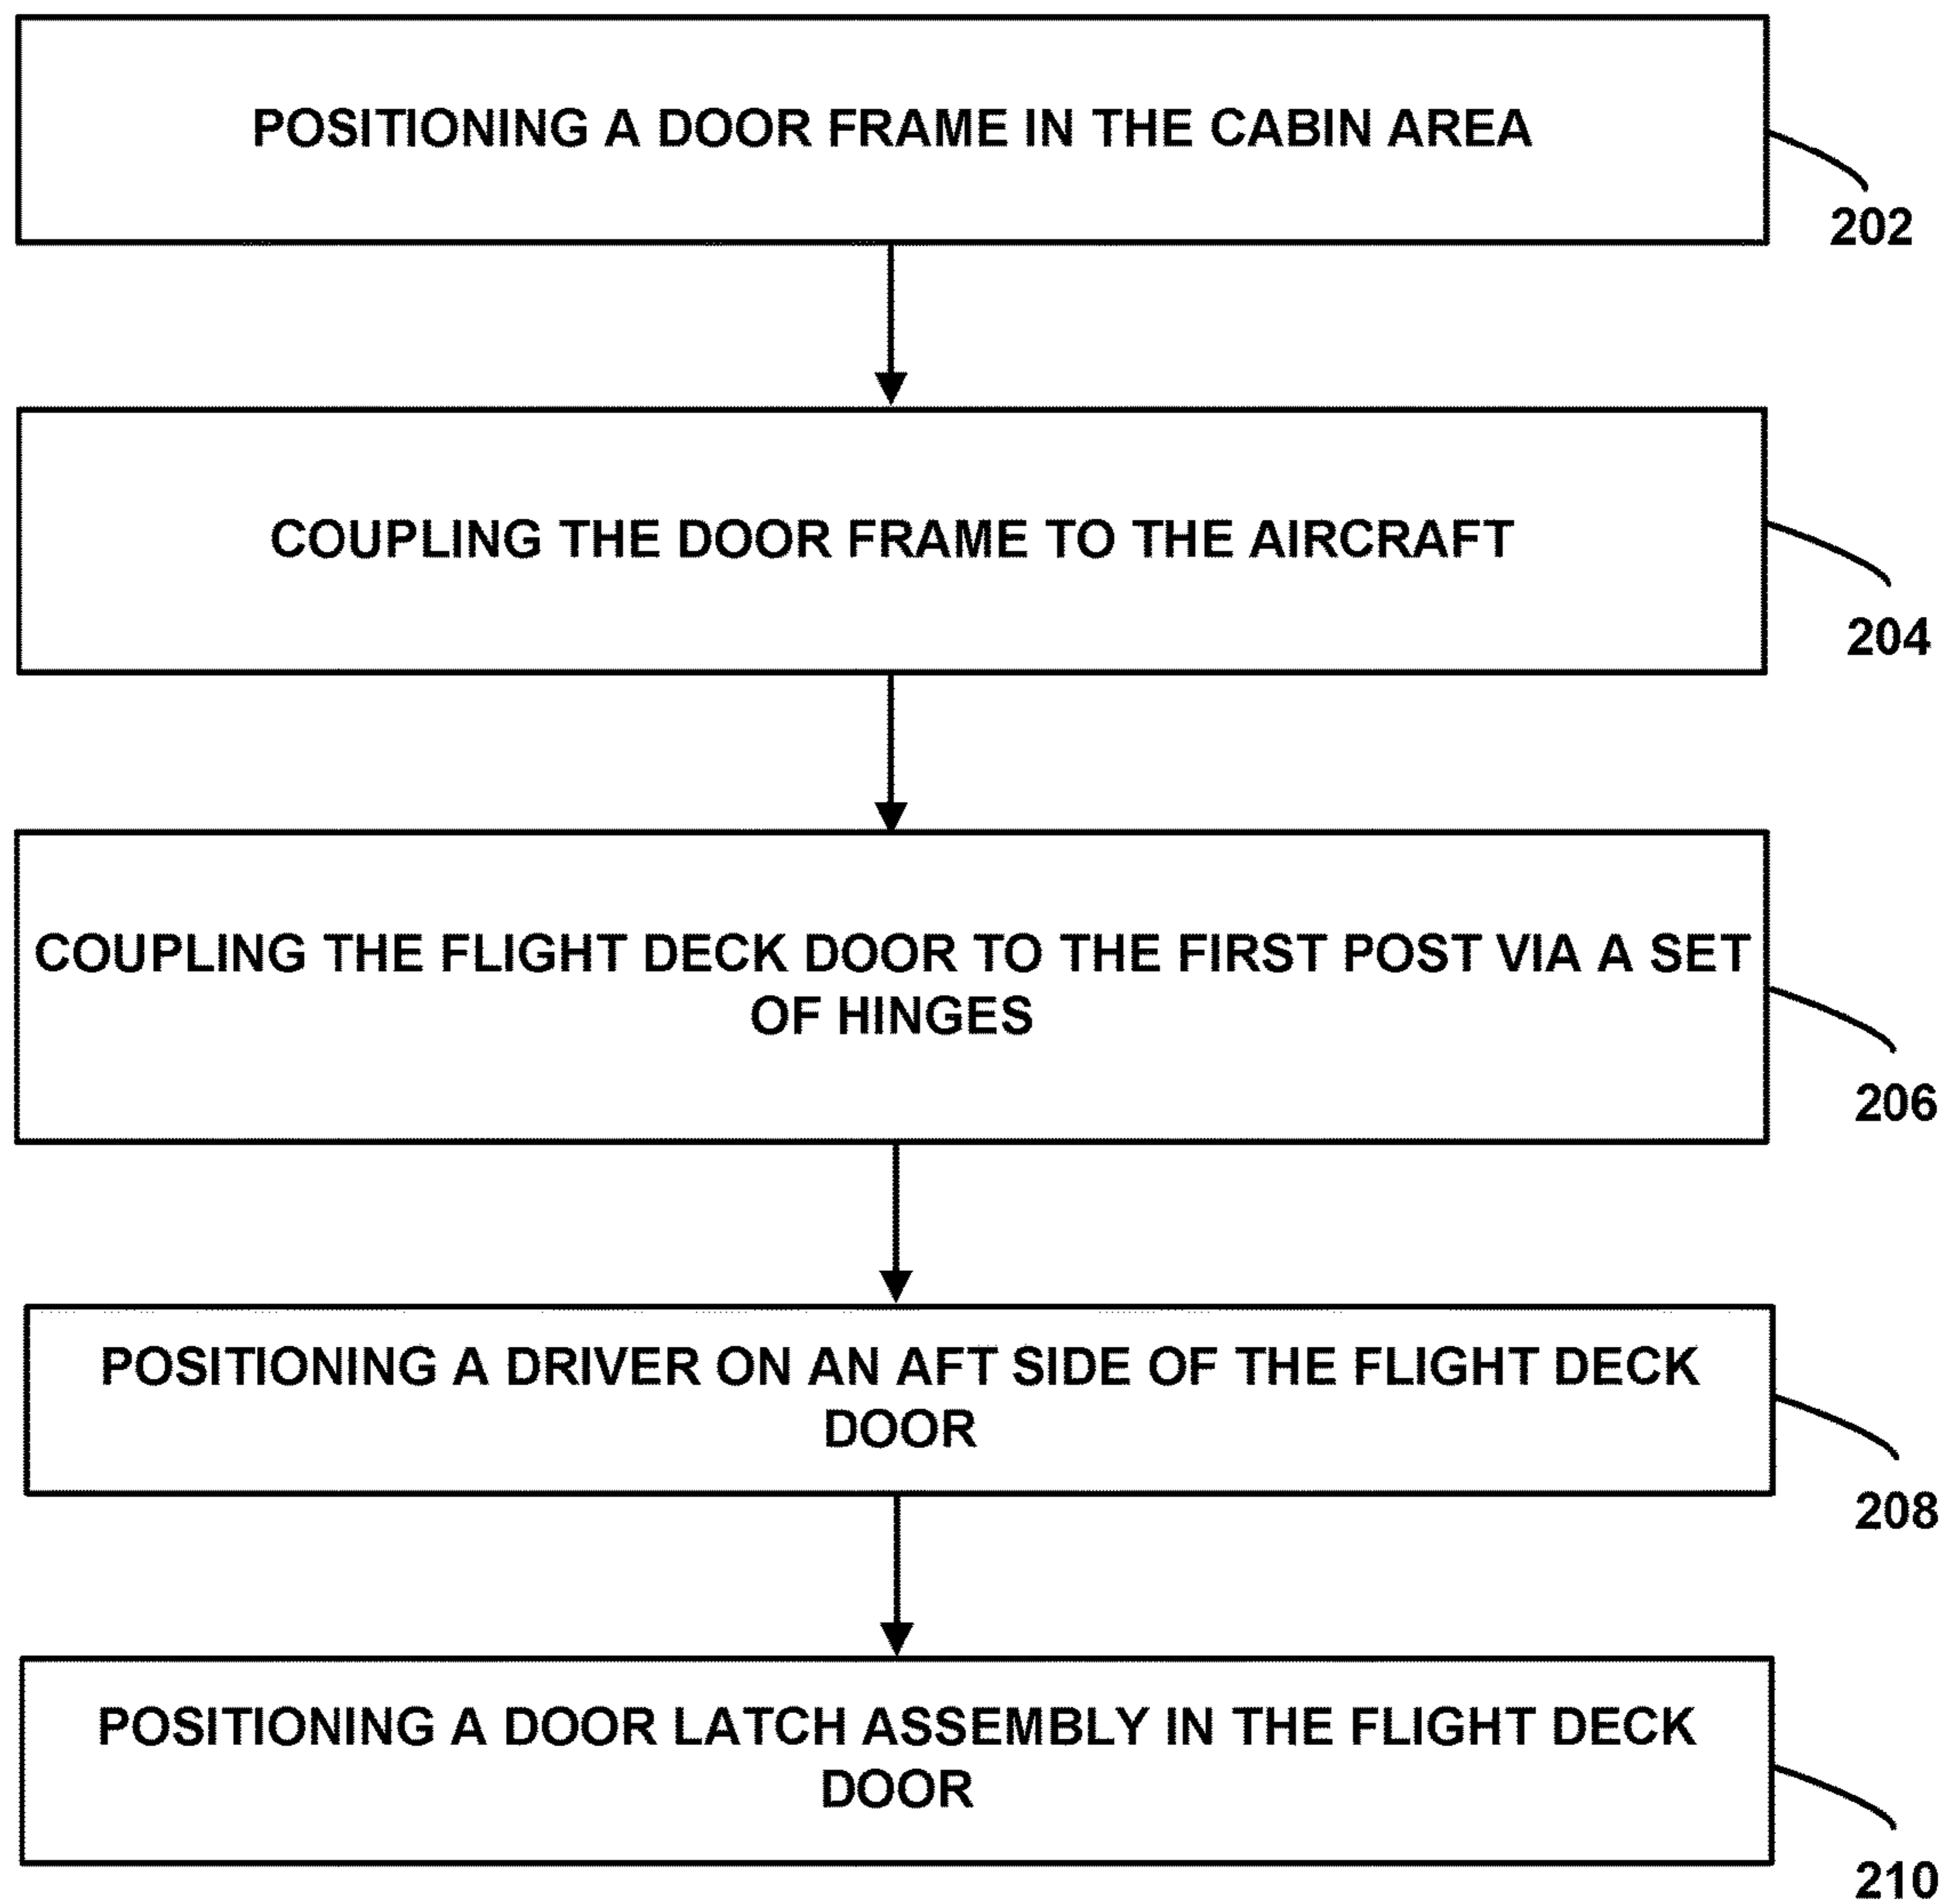 POSITIONING A DOOR FRAME IN THE CABIN AREA
202
COUPLING THE DOOR FRAME TO THE AIRCRAFT
204
COUPLING THE FLIGHT DECK DOOR TO THE FIRST POST VIA A SET
OF HINGES
206
POSITIONING A DRIVER ON AN AFT SIDE OF THE FLIGHT DECK
DOOR
208
POSITIONING A DOOR LATCH ASSEMBLY IN THE FLIGHT DECK
DOOR
210